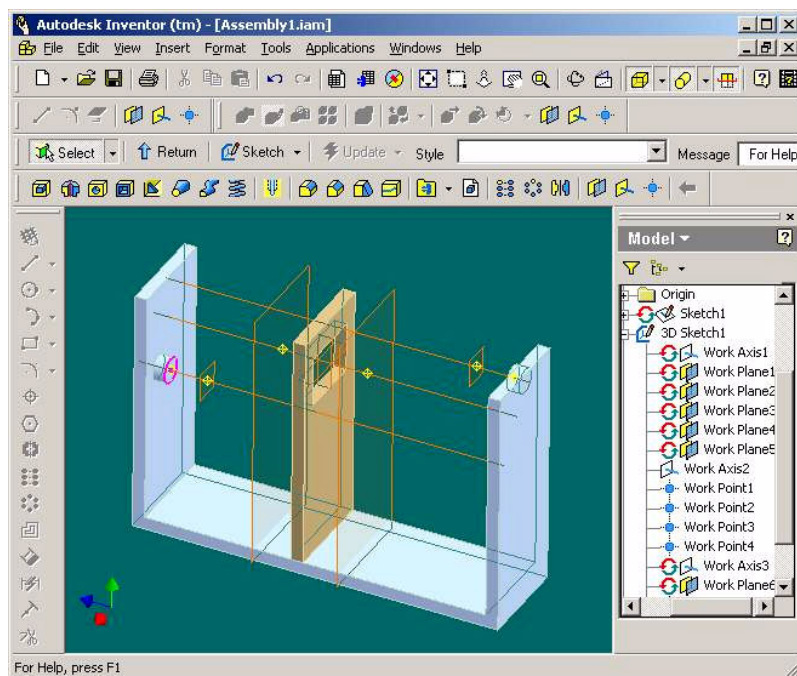 Autodesk Inventor (tm) - [Assembly1.iam]
File Edit View Insert Format Tools Applications Windows Help
Select Return Sketch Update Style Message For Help
Model
Origin
Sketch1
3D Sketch1
Work Axis1
Work Plane1
Work Plane2
Work Plane3
Work Plane4
Work Plane5
Work Axis2
Work Point1
Work Point2
Work Point3
Work Point4
Work Axis3
Work Plane6
For Help, press F1